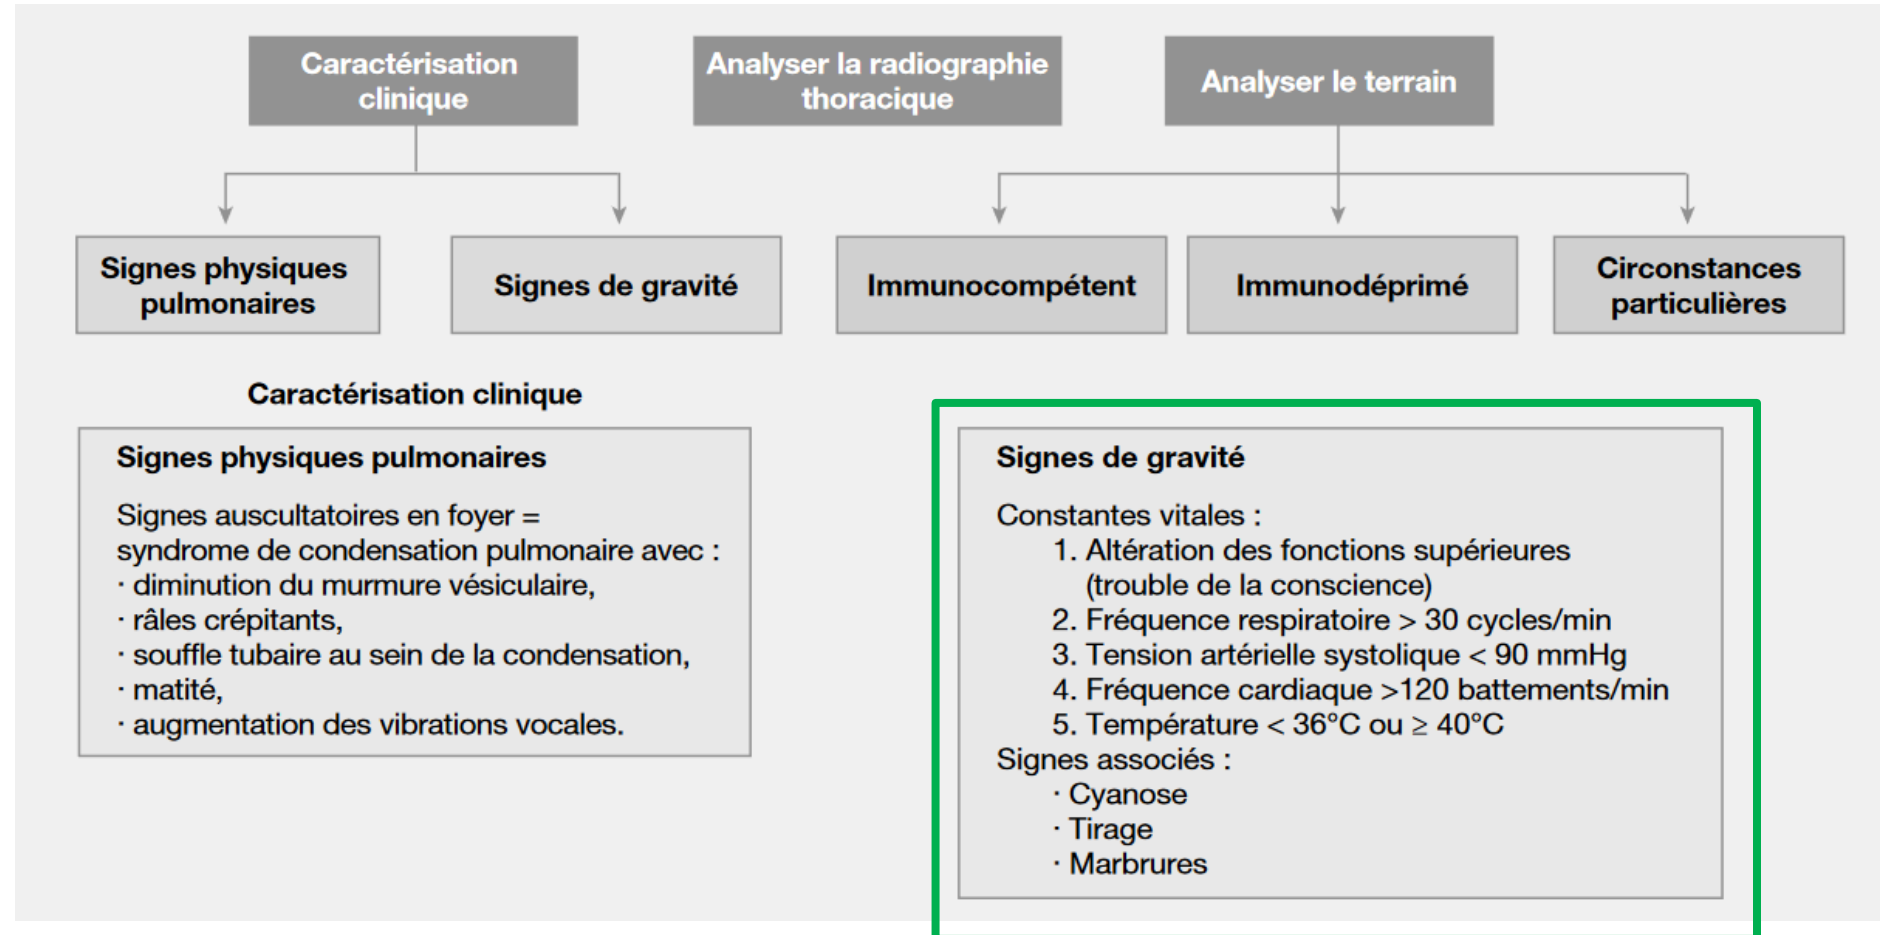 Caractérisation
clinique
Analyser la radiographie
thoracique
Analyser le terrain
Signes physiques
pulmonaires
Signes de gravité
Immunocompétent
Immunodéprimé
Circonstances
particulières
Caractérisation clinique
Signes physiques pulmonaires
Signes auscultatoires en foyer =
syndrome de condensation pulmonaire avec :
· diminution du murmure vésiculaire,
· râles crépitants,
· souffle tubaire au sein de la condensation,
· matité,
· augmentation des vibrations vocales.
Signes de gravité
Constantes vitales :
1. Altération des fonctions supérieures
(trouble de la conscience)
2. Fréquence respiratoire > 30 cycles/min
3. Tension artérielle systolique < 90 mmHg
4. Fréquence cardiaque >120 battements/min
5. Température < 36°C ou ≥ 40°C
Signes associés :
· Cyanose
· Tirage
· Marbrures